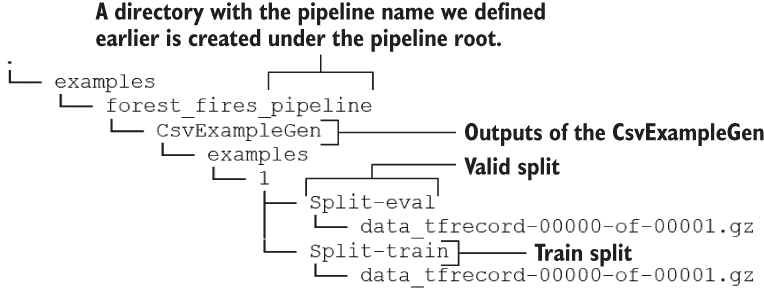 A directory with the pipeline name we defined
earlier is created under the pipeline root.
.
└── examples
└── forest_fires_pipeline
└── CsvExampleGen
Outputs of the CsvExampleGen
└── examples
Valid split
└── 1
├── Split-eval
└── data_tfrecord-00000-of-00001.gz
└── Split-train
Train split
└── data_tfrecord-00000-of-00001.gz